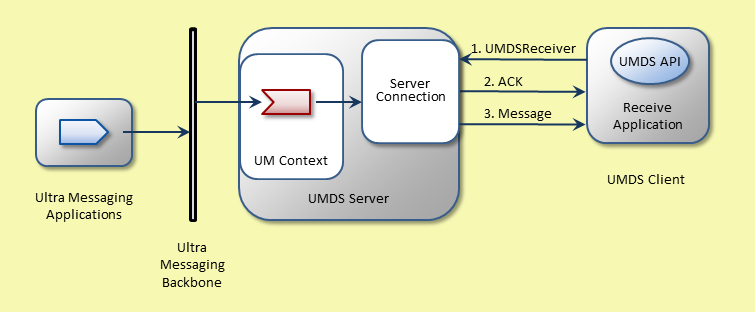 1. UMDSReceiver
UMDS API
2. ACK
Server
Connection
Receive
Application
3. Message
UM Context
UMDS Client
Ultra Messaging
Applications
UMDS Server
Ultra
Messaging
Backbone